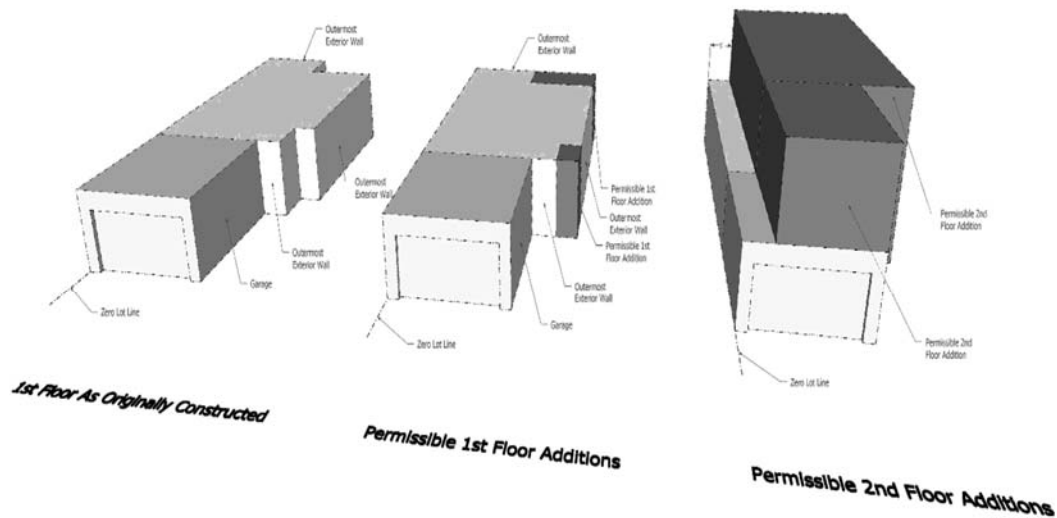 Outermost
Exterior Wall
Outermost
Exterior Wall
Outermost
Exterior Wall
Garage
Zero Lot Line
1st Floor As Originally Constructed
Outermost
Exterior Wall
Permissible 1st
Floor Addition
Outermost
Exterior Wall
Permissible 1st
Floor Addition
Outermost
Exterior Wall
Garage
Zero Lot Line
Permissible 1st Floor Additions
Permissible 2nd
Floor Addition
Permissible 2nd
Floor Addition
Zero Lot Line
Permissible 2nd Floor Additions